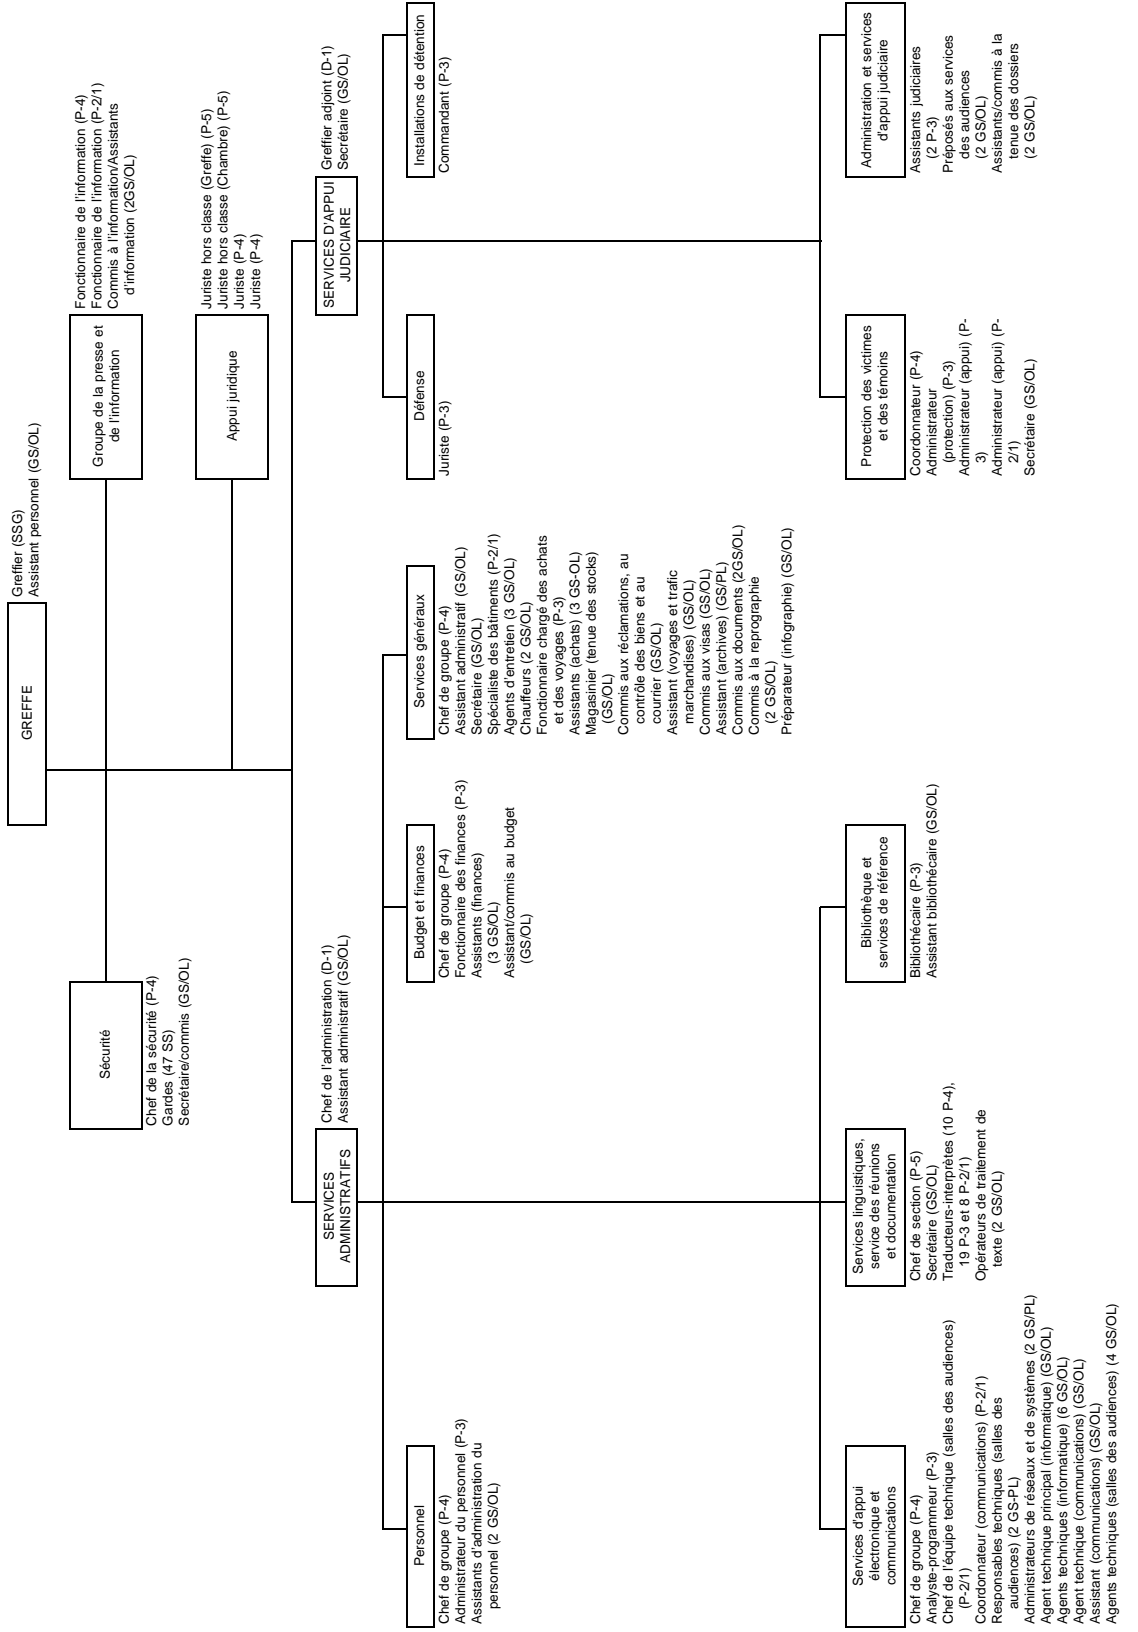 GREFFE
Greffier (SSG)
Assistant personnel (GS/OL)
Sécurité
Chef de la sécurité (P-4)
Gardes (47 SS)
Secrétaire/commis (GS/OL)
Groupe de la presse et
de l'information
Fonctionnaire de l'information (P-4)
Fonctionnaire de l'information (P-2/1)
Commis à l'information/Assistants
d'information (2GS/OL)
Appui juridique
Juriste hors classe (Greffe) (P-5)
Juriste hors classe (Chambre) (P-5)
Juriste (P-4)
Juriste (P-4)
SERVICES
ADMINISTRATIFS
Chef de l'administration (D-1)
Assistant administratif (GS/OL)
SERVICES D'APPUI
JUDICIAIRE
Greffier adjoint (D-1)
Secrétaire (GS/OL)
Personnel
Chef de groupe (P-4)
Administrateur du personnel (P-3)
Assistants d'administration du
personnel (2 GS/OL)
Budget et finances
Chef de groupe (P-4)
Fonctionnaire des finances (P-3)
Assistants (finances)
(3 GS/OL)
Assistant/commis au budget
(GS/OL)
Services généraux
Chef de groupe (P-4)
Assistant administratif (GS/OL)
Secrétaire (GS/OL)
Spécialiste des bâtiments (P-2/1)
Agents d'entretien (3 GS/OL)
Chauffeurs (2 GS/OL)
Fonctionnaire chargé des achats
et des voyages (P-3)
Assistants (achats) (3 GS-OL)
Magasinier (tenue des stocks)
(GS/OL)
Commis aux réclamations, au
contrôle des biens et au
courrier (GS/OL)
Assistant (voyages et trafic
marchandises) (GS/OL)
Commis aux visas (GS/OL)
Assistant (archives) (GS/PL)
Commis aux documents (2GS/OL)
Commis à la reprographie
(2 GS/OL)
Préparateur (infographie) (GS/OL)
Défense
Juriste (P-3)
Installations de détention
Commandant (P-3)
Services d'appui
électronique et
communications
Chef de groupe (P-4)
Analyste-programmeur (P-3)
Chef de l'équipe technique (salles des audiences)
(P-2/1)
Coordonnateur (communications) (P-2/1)
Responsables techniques (salles des
audiences) (2 GS-PL)
Administrateurs de réseaux et de systèmes (2 GS/PL)
Agent technique principal (informatique) (GS/OL)
Agents techniques (informatique) (6 GS/OL)
Agent technique (communications) (GS/OL)
Assistant (communications) (GS/OL)
Agents techniques (salles des audiences) (4 GS/OL)
Services linguistiques,
service des réunions
et documentation
Chef de section (P-5)
Secrétaire (GS/OL)
Traducteurs-interprètes (10 P-4),
19 P-3 et 8 P-2/1)
Opérateurs de traitement de
texte (2 GS/OL)
Bibliothèque et
services de référence
Bibliothécaire (P-3)
Assistant bibliothécaire (GS/OL)
Protection des victimes
et des témoins
Coordonnateur (P-4)
Administrateur
(protection) (P-3)
Administrateur (appui) (P-
3)
Administrateur (appui) (P-
2/1)
Secrétaire (GS/OL)
Administration et services
d'appui judiciaire
Assistants judiciaires
(2 P-3)
Préposés aux services
des audiences
(2 GS/OL)
Assistants/commis à la
tenue des dossiers
(2 GS/OL)